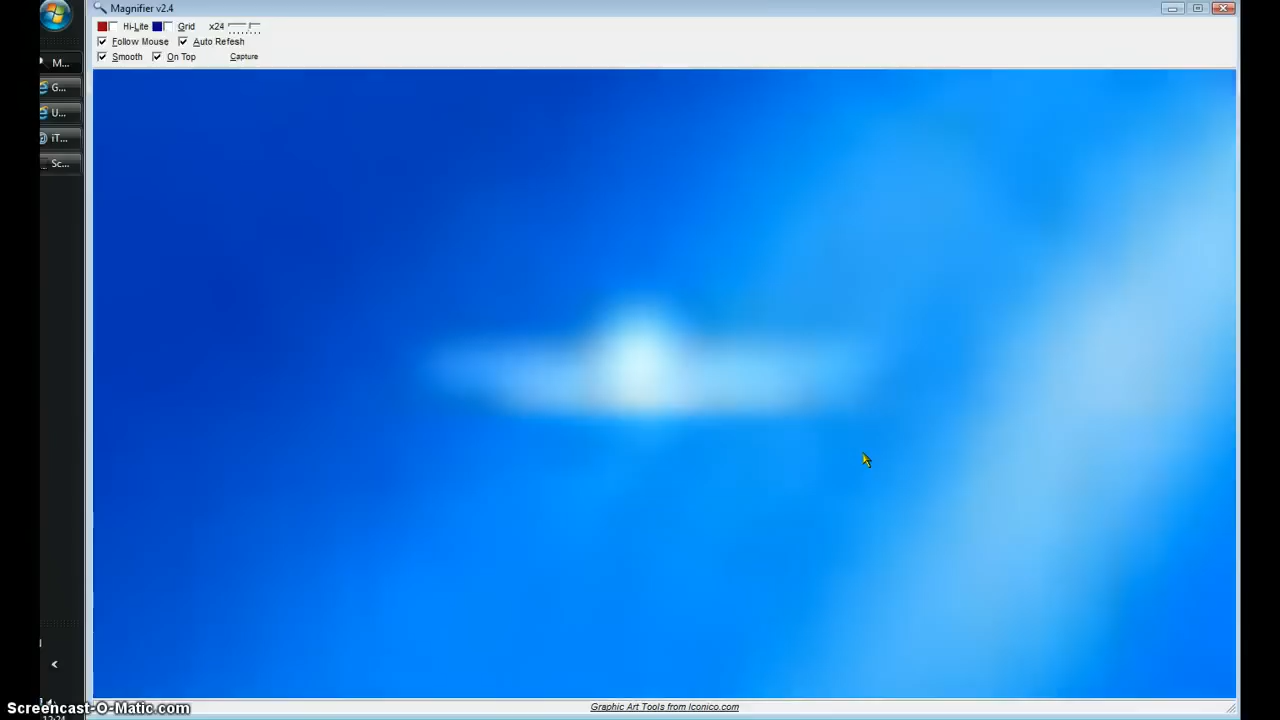 Magnifier v2.4
Hi-Lite Grid x24
Follow Mouse Auto Refesh
Smooth On Top Capture
M...
G...
U...
iT...
Sc...
Graphic Art Tools from Iconico.com
Screencast-O-Matic.com